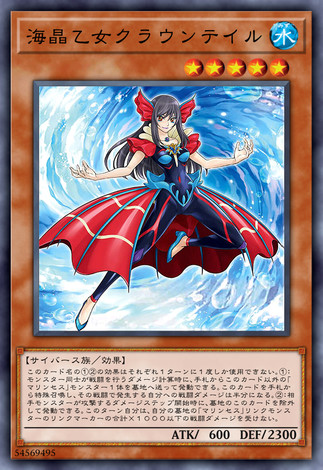 海晶乙女クラウンテイル
水
【サイバース族／効果】
このカード名の①②の効果はそれぞれ１ターンに１度しか使用できない。①：
モンスター同士が戦闘を行うダメージ計算時に、手札からこのカード以外の「マ
リンセス」モンスター１体を墓地へ送って発動できる。このカードを手札か
ら特殊召喚し、その戦闘で発生する自分への戦闘ダメージは半分になる。②：相
手モンスターが攻撃するダメージステップ開始時に、墓地のこのカードを除外
して発動できる。このターン自分は、自分の墓地の「マリンセス」リンクモンス
ターのリンクマーカーの合計×１０００以下の戦闘ダメージを受けない。
ATK/ 600 DEF/2300
54569495